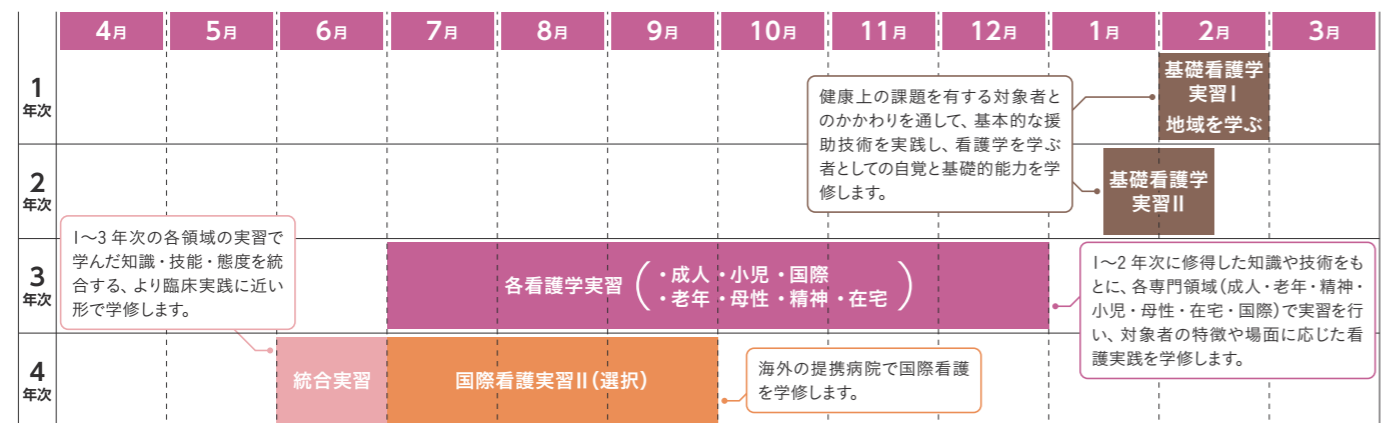 4月 5月 6月 7月 8月 9月 10月 11月 12月 1月 2月 3月
1
年次
健康上の課題を有する対象者と
のかかわりを通して、基本的な援
助技術を実践し、看護学を学ぶ
者としての自覚と基礎的能力を学
修します。
基礎看護学
実習I
地域を学ぶ
2
年次
基礎看護学
実習II
1〜3年次の各領域の実習で
学んだ知識・技能・態度を統
合する、より臨床実践に近い
形で学修します。
3
年次
各看護学実習
・成人・小児・国際
・老年・母性・精神・在宅
1〜2年次に修得した知識や技術をも
とに、各専門領域(成人・老年・精神・
小児・母性・在宅・国際)で実習を行
い、対象者の特徴や場面に応じた看
護実践を学修します。
4
年次
統合実習
国際看護実習II(選択)
海外の提携病院で国際看護
を学修します。